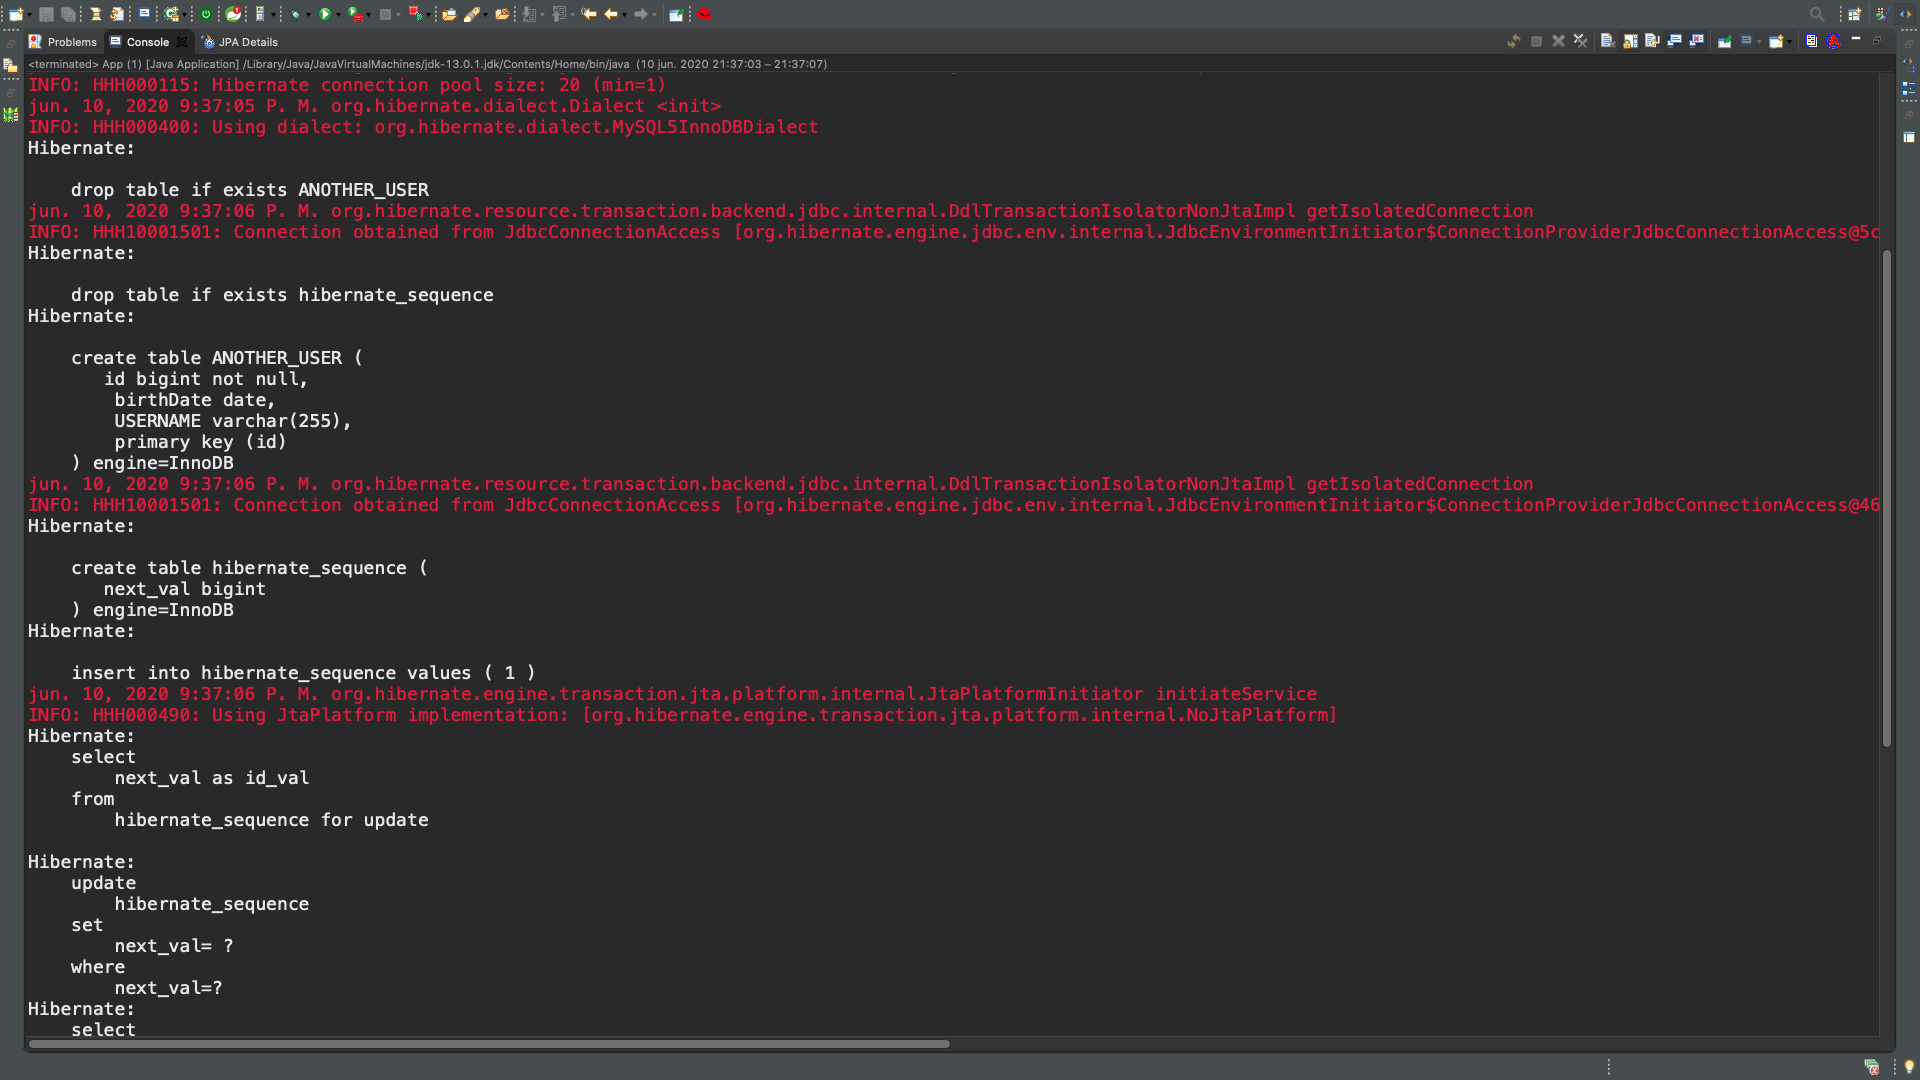 Problems Console JPA Details
<terminated> App (1) [Java Application] /Library/Java/JavaVirtualMachines/jdk-13.0.1.jdk/Contents/Home/bin/java (10 jun. 2020 21:37:03 – 21:37:07)
INFO: HHH000115: Hibernate connection pool size: 20 (min=1)
jun. 10, 2020 9:37:05 P. M. org.hibernate.dialect.Dialect <init>
INFO: HHH000400: Using dialect: org.hibernate.dialect.MySQL5InnoDBDialect
Hibernate:
drop table if exists ANOTHER_USER
jun. 10, 2020 9:37:06 P. M. org.hibernate.resource.transaction.backend.jdbc.internal.DdlTransactionIsolatorNonJtaImpl getIsolatedConnection
INFO: HHH10001501: Connection obtained from JdbcConnectionAccess [org.hibernate.engine.jdbc.env.internal.JdbcEnvironmentInitiator$ConnectionProviderJdbcConnectionAccess@5c
Hibernate:
drop table if exists hibernate_sequence
Hibernate:
create table ANOTHER_USER (
id bigint not null,
birthDate date,
USERNAME varchar(255),
primary key (id)
) engine=InnoDB
jun. 10, 2020 9:37:06 P. M. org.hibernate.resource.transaction.backend.jdbc.internal.DdlTransactionIsolatorNonJtaImpl getIsolatedConnection
INFO: HHH10001501: Connection obtained from JdbcConnectionAccess [org.hibernate.engine.jdbc.env.internal.JdbcEnvironmentInitiator$ConnectionProviderJdbcConnectionAccess@46
Hibernate:
create table hibernate_sequence (
next_val bigint
) engine=InnoDB
Hibernate:
insert into hibernate_sequence values ( 1 )
jun. 10, 2020 9:37:06 P. M. org.hibernate.engine.transaction.jta.platform.internal.JtaPlatformInitiator initiateService
INFO: HHH000490: Using JtaPlatform implementation: [org.hibernate.engine.transaction.jta.platform.internal.NoJtaPlatform]
Hibernate:
select
next_val as id_val
from
hibernate_sequence for update
Hibernate:
update
hibernate_sequence
set
next_val= ?
where
next_val=?
Hibernate:
select